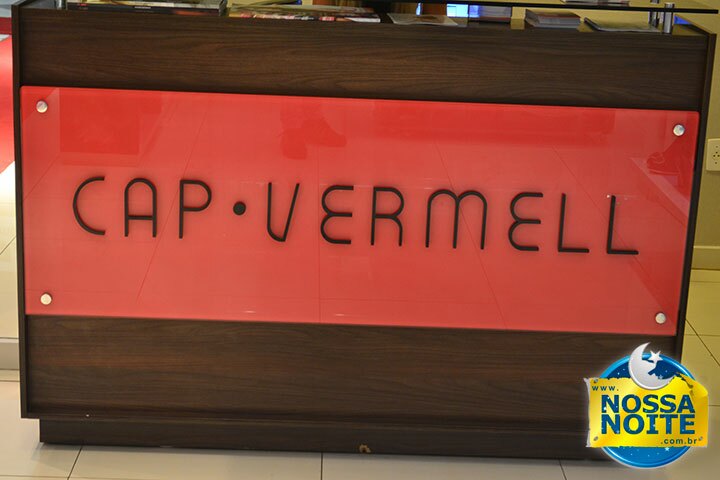 CAP·VERMELL
www.
NOSSA
NOITE
.com.br